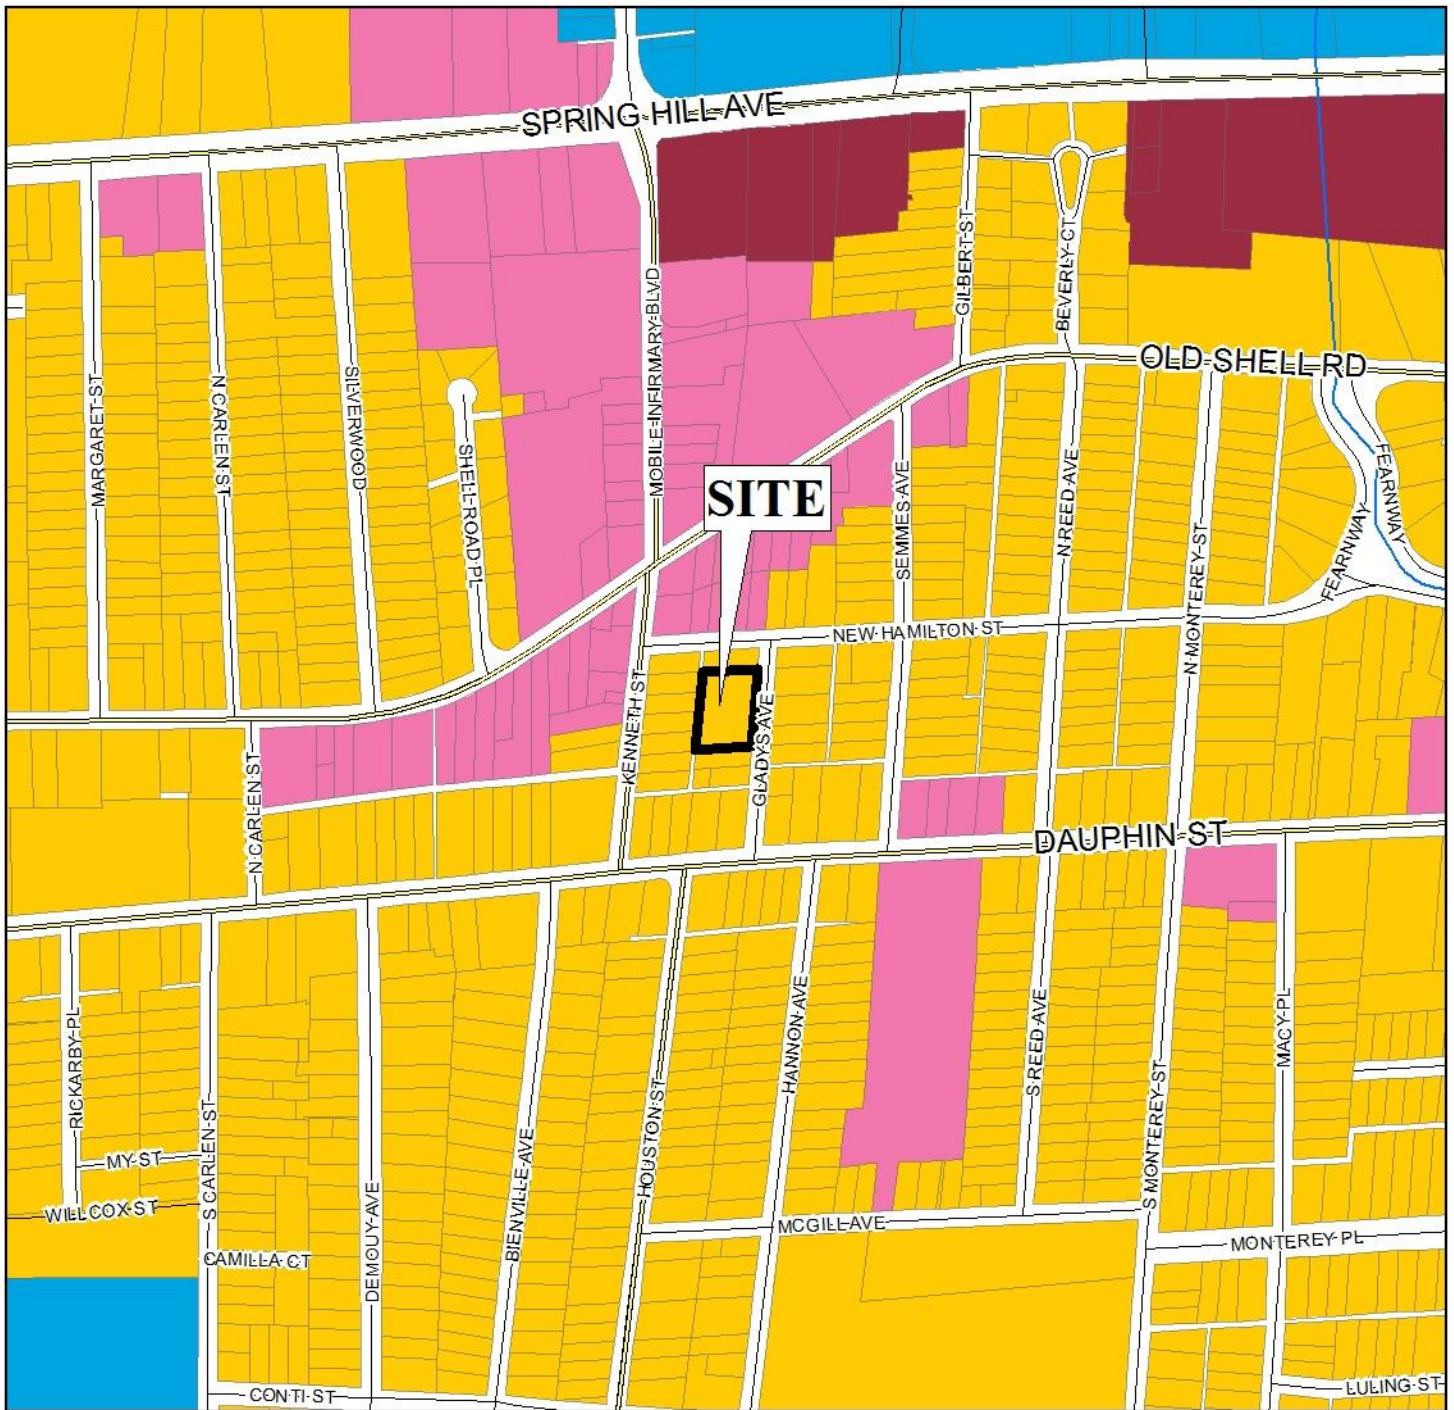 SPRING HILL AVE
MARGARET ST
N CARLEN ST
SILVERWOOD
SHELL ROAD PL
MOBILE INFIRMARY BLVD
GILBERT ST
BEVERLY CT
OLD SHELL RD
SITE
SEMMES AVE
N REED AVE
N MONTEREY ST
FEARNWAY
FEARNWAY
NEW HAMILTON ST
KENNETH ST
GLADYS AVE
N CARLEN ST
DAUPHIN ST
RICKARBY PL
MY ST
WILLCOX ST
S CARLEN ST
CAMILLA CT
DEMOUY AVE
BIENVILLE AVE
HOUSTON ST
HANNON AVE
S REED AVE
S MONTEREY ST
MACY PL
MCGILL AVE
MONTEREY PL
CONTI ST
LULING ST